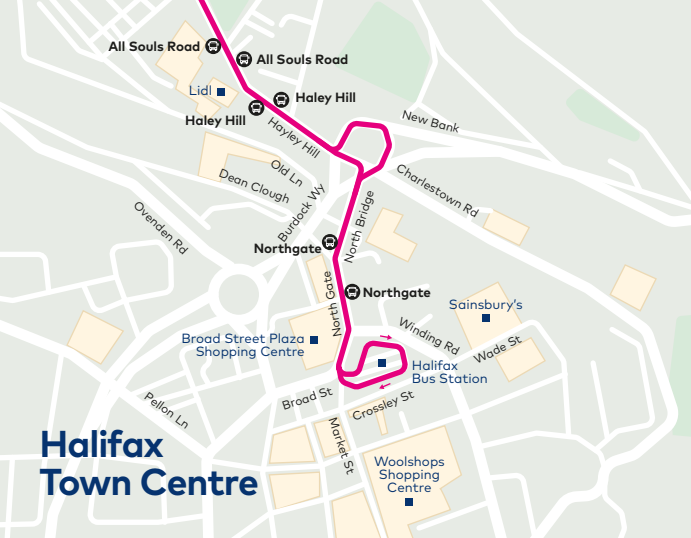 All Souls Road
All Souls Road
Lidl
Haley Hill
Haley Hill
New Bank
Hayley Hill
Old Ln
Dean Clough
Charlestown Rd
Burdock Wy
Ovenden Rd
North Bridge
Northgate
Northgate
North Gate
Sainsbury's
Broad Street Plaza
Shopping Centre
Winding Rd
Wade St
Halifax
Bus Station
Broad St
Crossley St
Pellon Ln
Market St
Halifax
Town Centre
Woolshops
Shopping
Centre